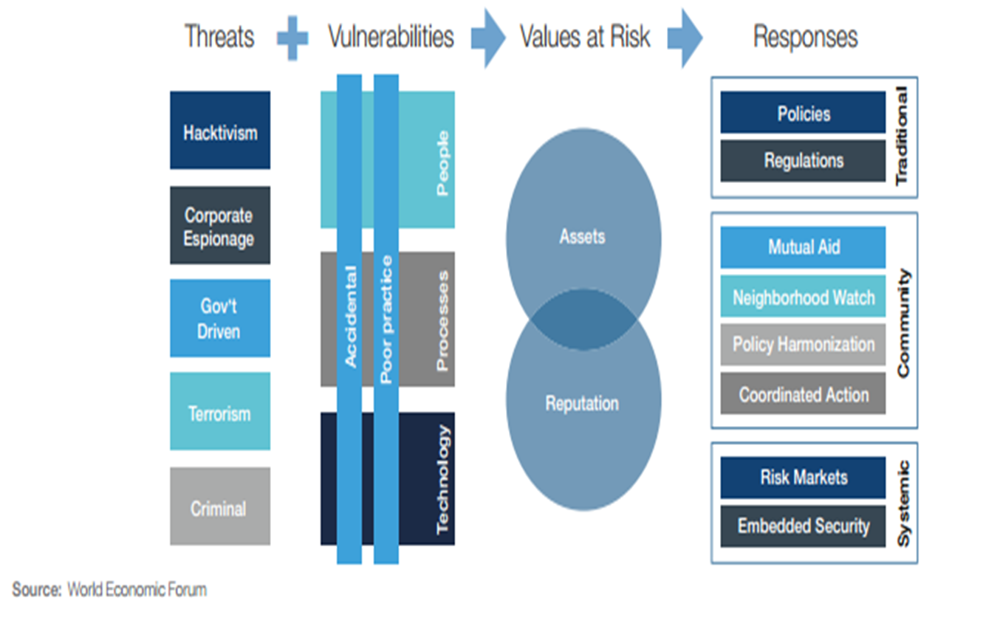 Threats
Vulnerabilities
Values at Risk
Responses
Hacktivism
Corporate
Espionage
Gov't
Driven
Terrorism
Criminal
Accidental
Poor practice
People
Processes
Technology
Assets
Reputation
Policies
Regulations
Traditional
Mutual Aid
Neighborhood Watch
Policy Harmonization
Coordinated Action
Community
Risk Markets
Embedded Security
Systemic
Source: World Economic Forum